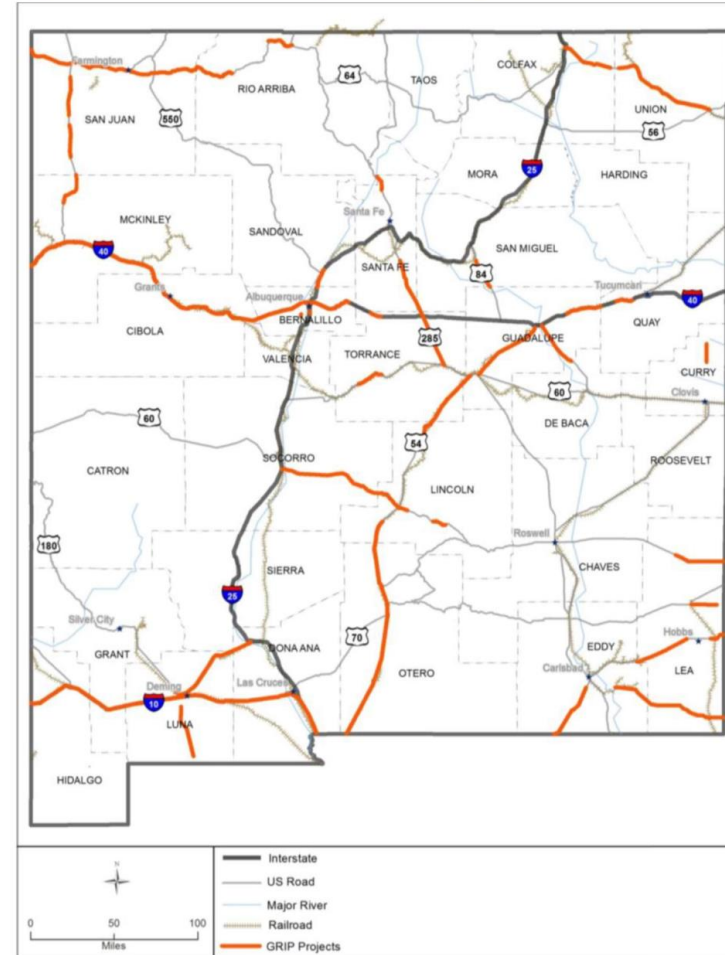 COLFAX
Farmington
64
TAOS
RIO ARRIBA
UNION
SAN JUAN
550
56
25
MORA
HARDING
Santa Fe
MCKINLEY
SANDOVAL
SAN MIGUEL
40
SANTA FE
84
Grants
Albuquerque
Tucumcari
40
BERNALILLO
QUAY
CIBOLA
285
GUADALUPE
VALENCIA
TORRANCE
CURRY
60
Clovis
60
DE BACA
54
SOCORRO
ROOSEVELT
CATRON
LINCOLN
Roswell
180
CHAVES
SIERRA
25
Silver City
70
DONA ANA
EDDY
Hobbs
GRANT
OTERO
LEA
Carlsbad
Deming
Las Cruces
10
LUNA
HIDALGO
N
0 50 100
Miles
Interstate
US Road
Major River
Railroad
GRIP Projects